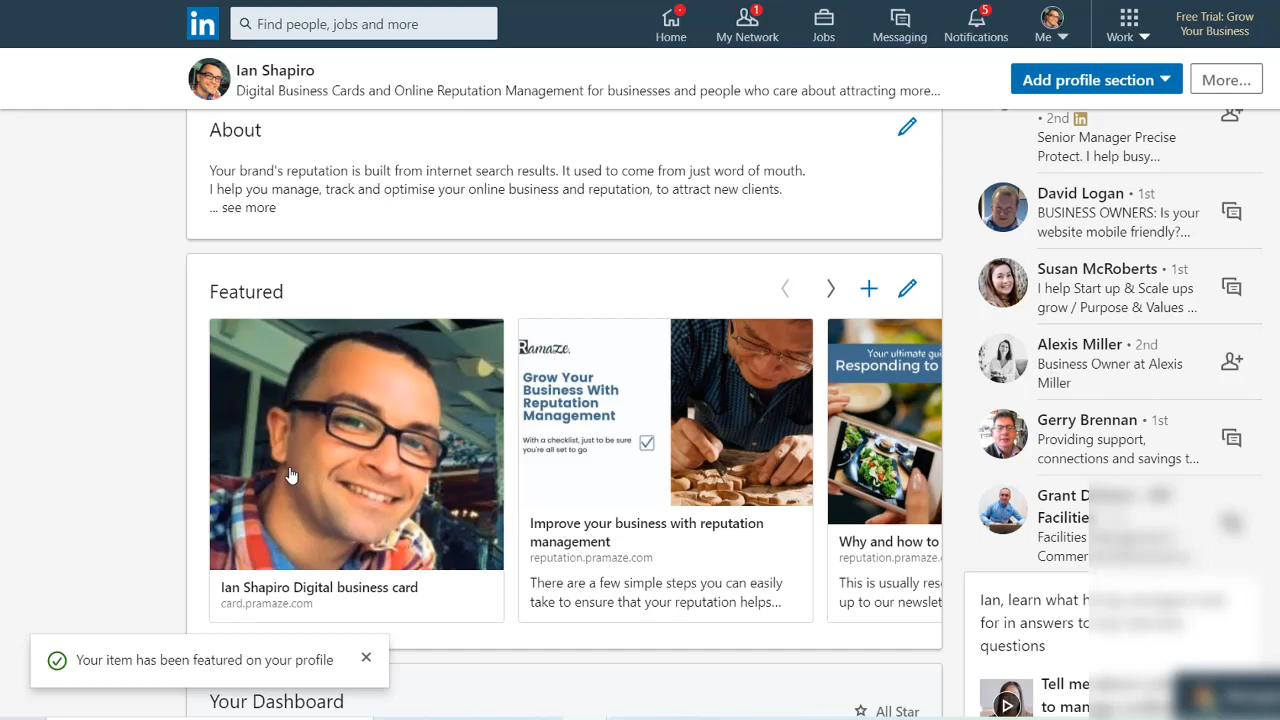 in
Find people, jobs and more
Home
1
My Network
Jobs
Messaging
5
Notifications
Me
Work
Free Trial: Grow
Your Business
Ian Shapiro
Digital Business Cards and Online Reputation Management for businesses and people who care about attracting more...
Add profile section
More...
About
Your brand's reputation is built from internet search results. It used to come from just word of mouth.
I help you manage, track and optimise your online business and reputation, to attract new clients.
... see more
Featured
Ramaze.
Grow Your
Business With
Reputation
Management
With a checklist, just to be sure
you're all set to go
Your ultimate gui
Responding to
Ian Shapiro Digital business card
card.pramaze.com
Improve your business with reputation
management
reputation.pramaze.com
There are a few simple steps you can easily
take to ensure that your reputation helps...
Why and how to
reputation.pramaze.
This is usually res
up to our newslet
Your item has been featured on your profile
Your Dashboard
All Star
• 2nd in
Senior Manager Precise
Protect. I help busy...
David Logan • 1st
BUSINESS OWNERS: Is your
website mobile friendly?...
Susan McRoberts • 1st
I help Start up & Scale ups
grow / Purpose & Values ...
Alexis Miller • 2nd
Business Owner at Alexis
Miller
Gerry Brennan • 1st
Providing support,
connections and savings t...
Grant D
Facilitie
Facilities
Comme
Ian, learn what h
for in answers to
questions
Tell me
to mana